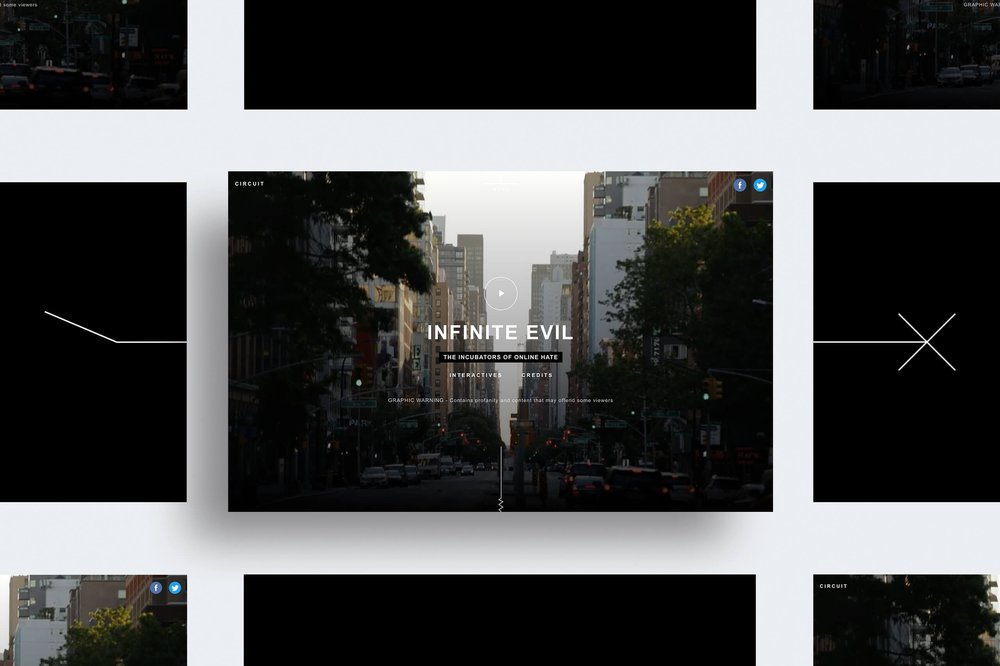 some viewers
GRAPHIC WAR
CIRCUIT
INFINITE EVIL
THE INCUBATORS OF ONLINE HATE
INTERACTIVES CREDITS
GRAPHIC WARNING - Contains profanity and content that may offend some viewers
CIRCUIT